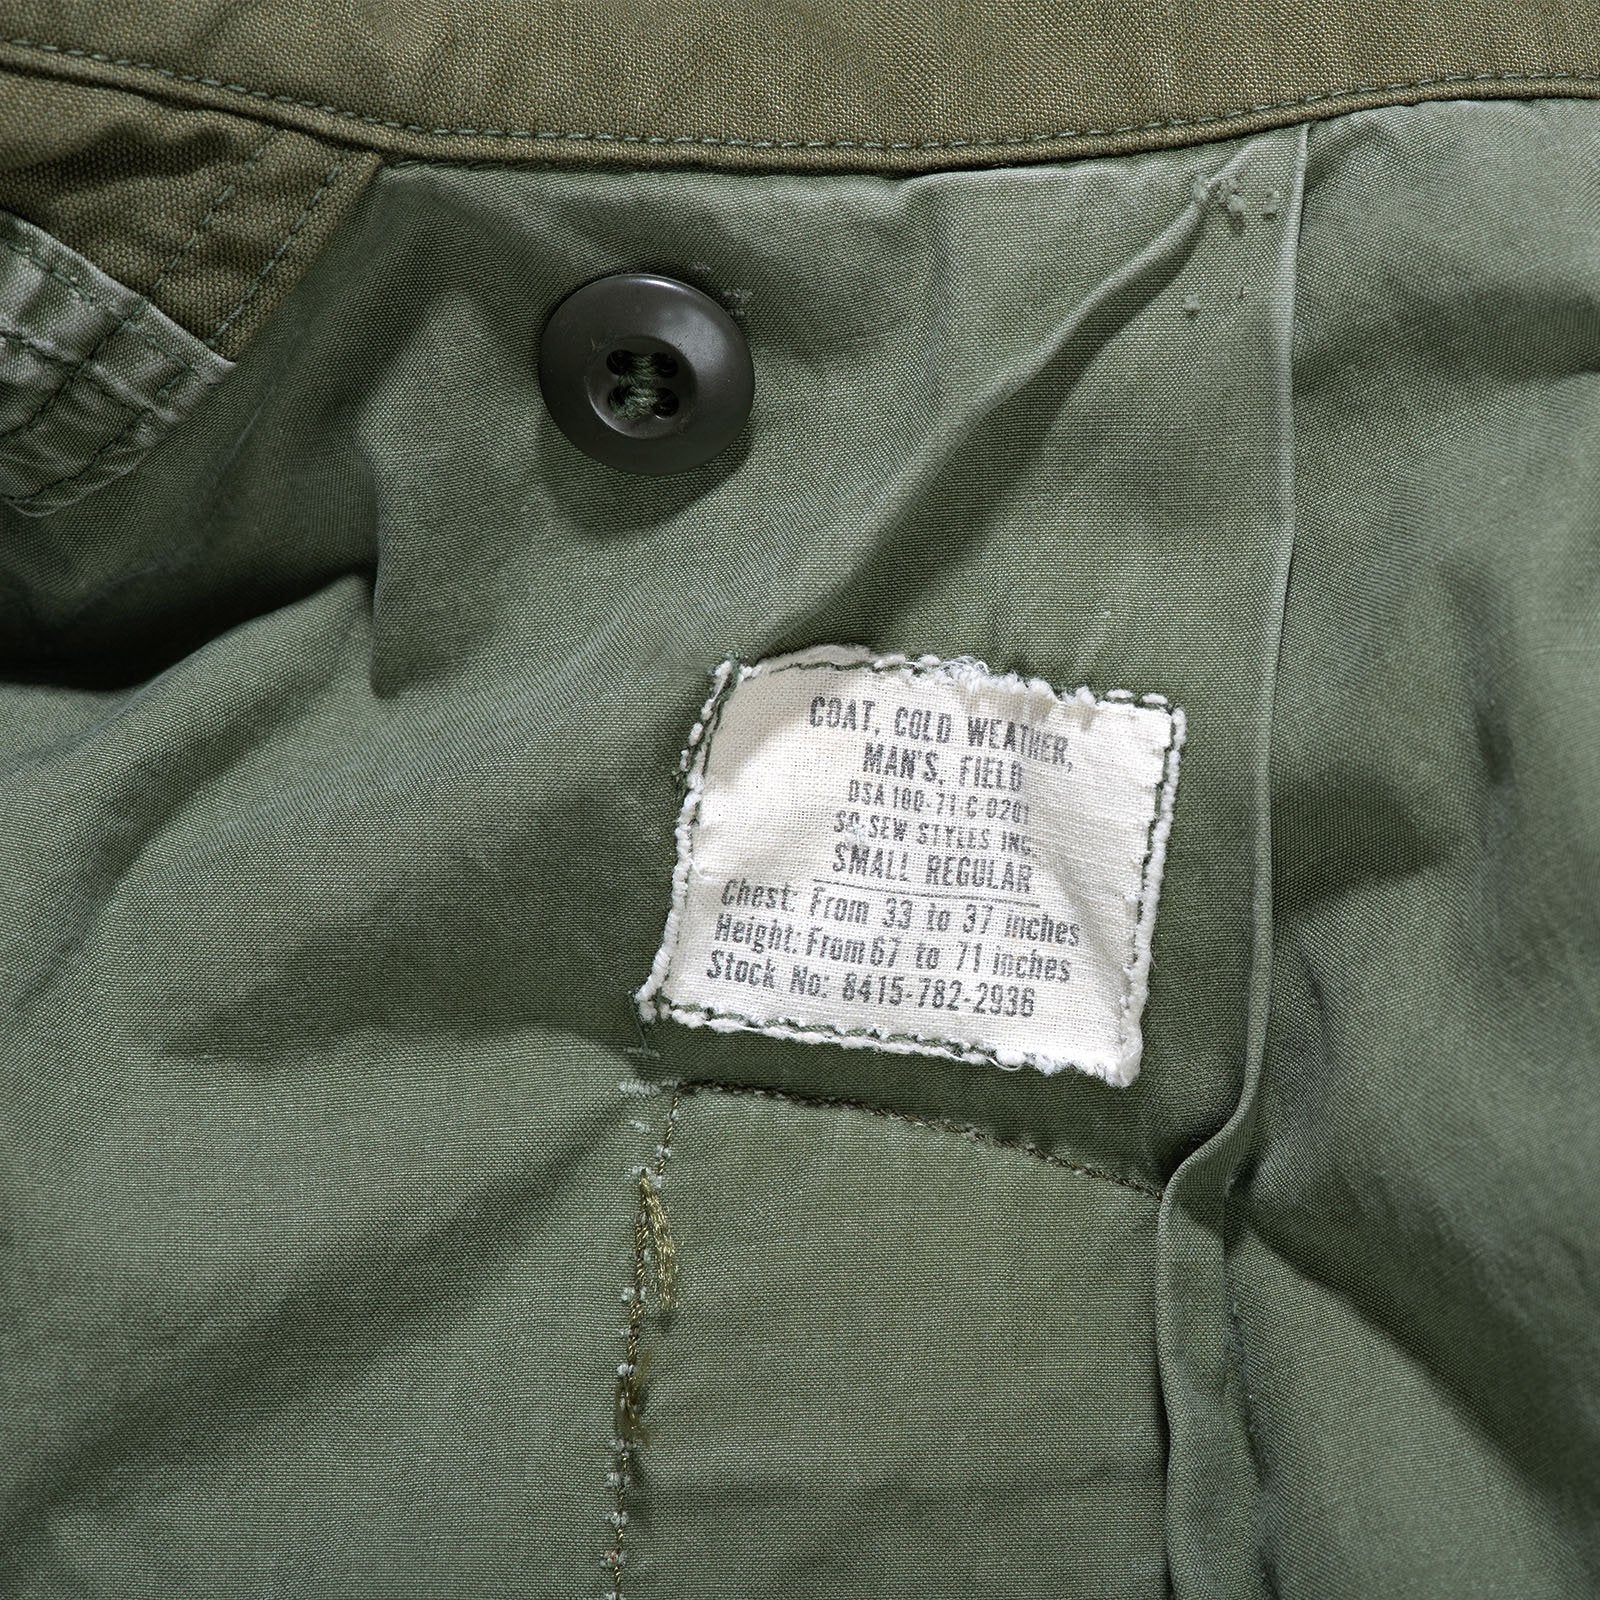 COAT, COLD WEATHER,
MAN'S, FIELD
DSA 100-71-C-0201
SO-SEW STYLES INC.
SMALL REGULAR
Chest: From 33 to 37 inches
Height: From 67 to 71 inches
Stock No: 8415-782-2936